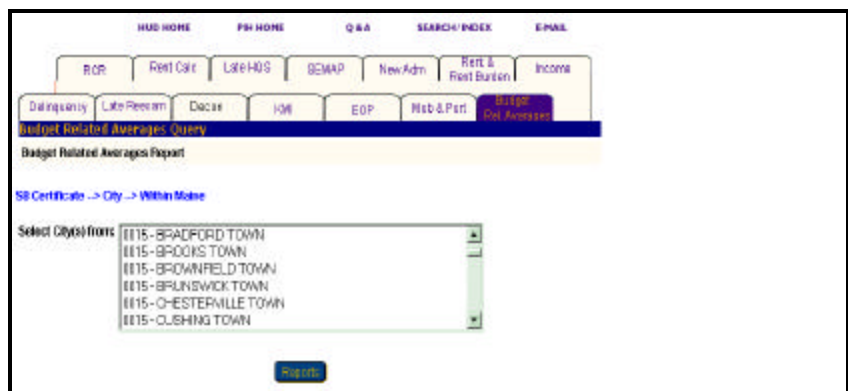 HUD HOME PIH HOME Q & A SEARCH / INDEX E-MAIL
RCR Rent Calc Late HQS SEMAP New Adm Rent & Rent Burden Income
Delinquency Late Reexam KMI EOP Mob & Port Budget Rel. Averages
Budget Related Averages Query
Budget Related Averages Report
S8 Certificate --> City --> Within Maine
Select City(s) from:
0015 - BRADFORD TOWN
0015 - BROOKS TOWN
0015 - BROWNFIELD TOWN
0015 - BRUNSWICK TOWN
0015 - CHESTERVILLE TOWN
0015 - CUSHING TOWN
Reports